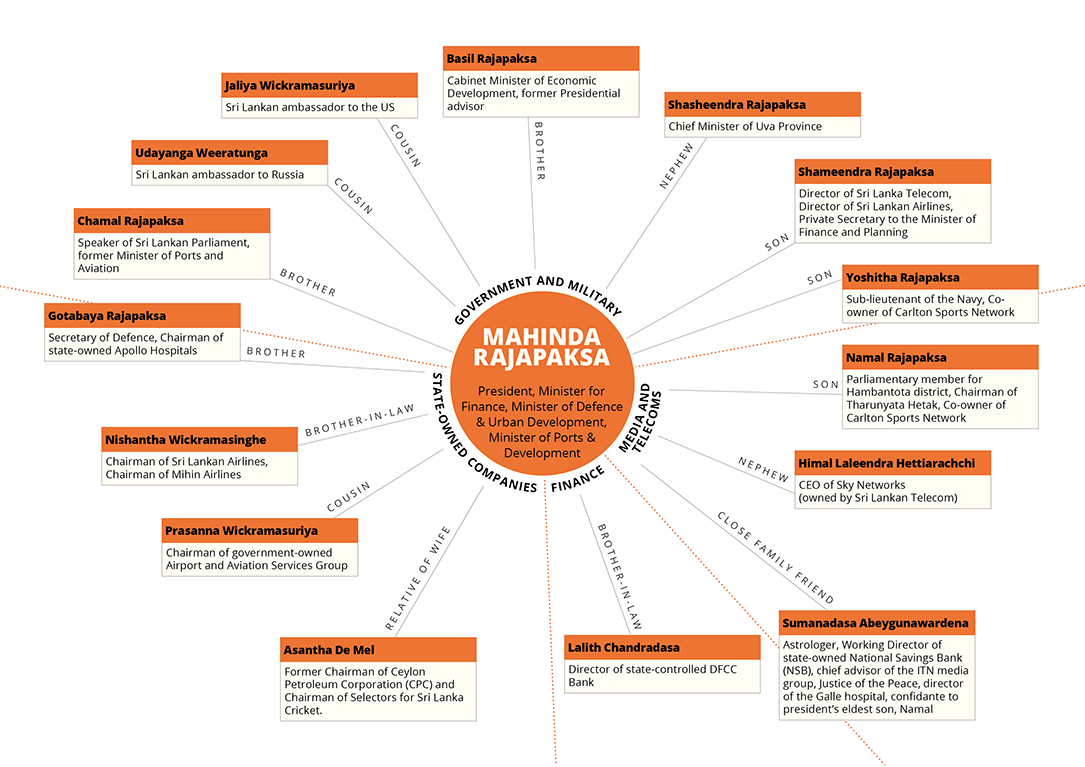 Basil Rajapaksa
Cabinet Minister of Economic
Development, former Presidential
advisor
BROTHER
Jaliya Wickramasuriya
Sri Lankan ambassador to the US
COUSIN
Shasheendra Rajapaksa
Chief Minister of Uva Province
NEPHEW
Udayanga Weeratunga
Sri Lankan ambassador to Russia
COUSIN
Shameendra Rajapaksa
Director of Sri Lanka Telecom,
Director of Sri Lankan Airlines,
Private Secretary to the Minister of
Finance and Planning
SON
Chamal Rajapaksa
Speaker of Sri Lankan Parliament,
former Minister of Ports and
Aviation
BROTHER
Yoshitha Rajapaksa
Sub-lieutenant of the Navy, Co-
owner of Carlton Sports Network
SON
GOVERNMENT AND MILITARY
Gotabaya Rajapaksa
Secretary of Defence, Chairman of
state-owned Apollo Hospitals
BROTHER
MAHINDA
RAJAPAKSA
President, Minister for
Finance, Minister of Defence
& Urban Development,
Minister of Ports &
Development
Namal Rajapaksa
Parliamentary member for
Hambantota district, Chairman of
Tharunyata Hetak, Co-owner of
Carlton Sports Network
SON
STATE-OWNED COMPANIES
FINANCE
MEDIA AND
TELECOMS
Nishantha Wickramasinghe
Chairman of Sri Lankan Airlines,
Chairman of Mihin Airlines
BROTHER-IN-LAW
Himal Laleendra Hettiarachchi
CEO of Sky Networks
(owned by Sri Lankan Telecom)
NEPHEW
Prasanna Wickramasuriya
Chairman of government-owned
Airport and Aviation Services Group
COUSIN
CLOSE FAMILY FRIEND
Sumanadasa Abeygunawardena
Astrologer, Working Director of
state-owned National Savings Bank
(NSB), chief advisor of the ITN media
group, Justice of the Peace, director
of the Galle hospital, confidante to
president's eldest son, Namal
RELATIVE OF WIFE
Asantha De Mel
Former Chairman of Ceylon
Petroleum Corporation (CPC) and
Chairman of Selectors for Sri Lanka
Cricket.
BROTHER-IN-LAW
Lalith Chandradasa
Director of state-controlled DFCC
Bank